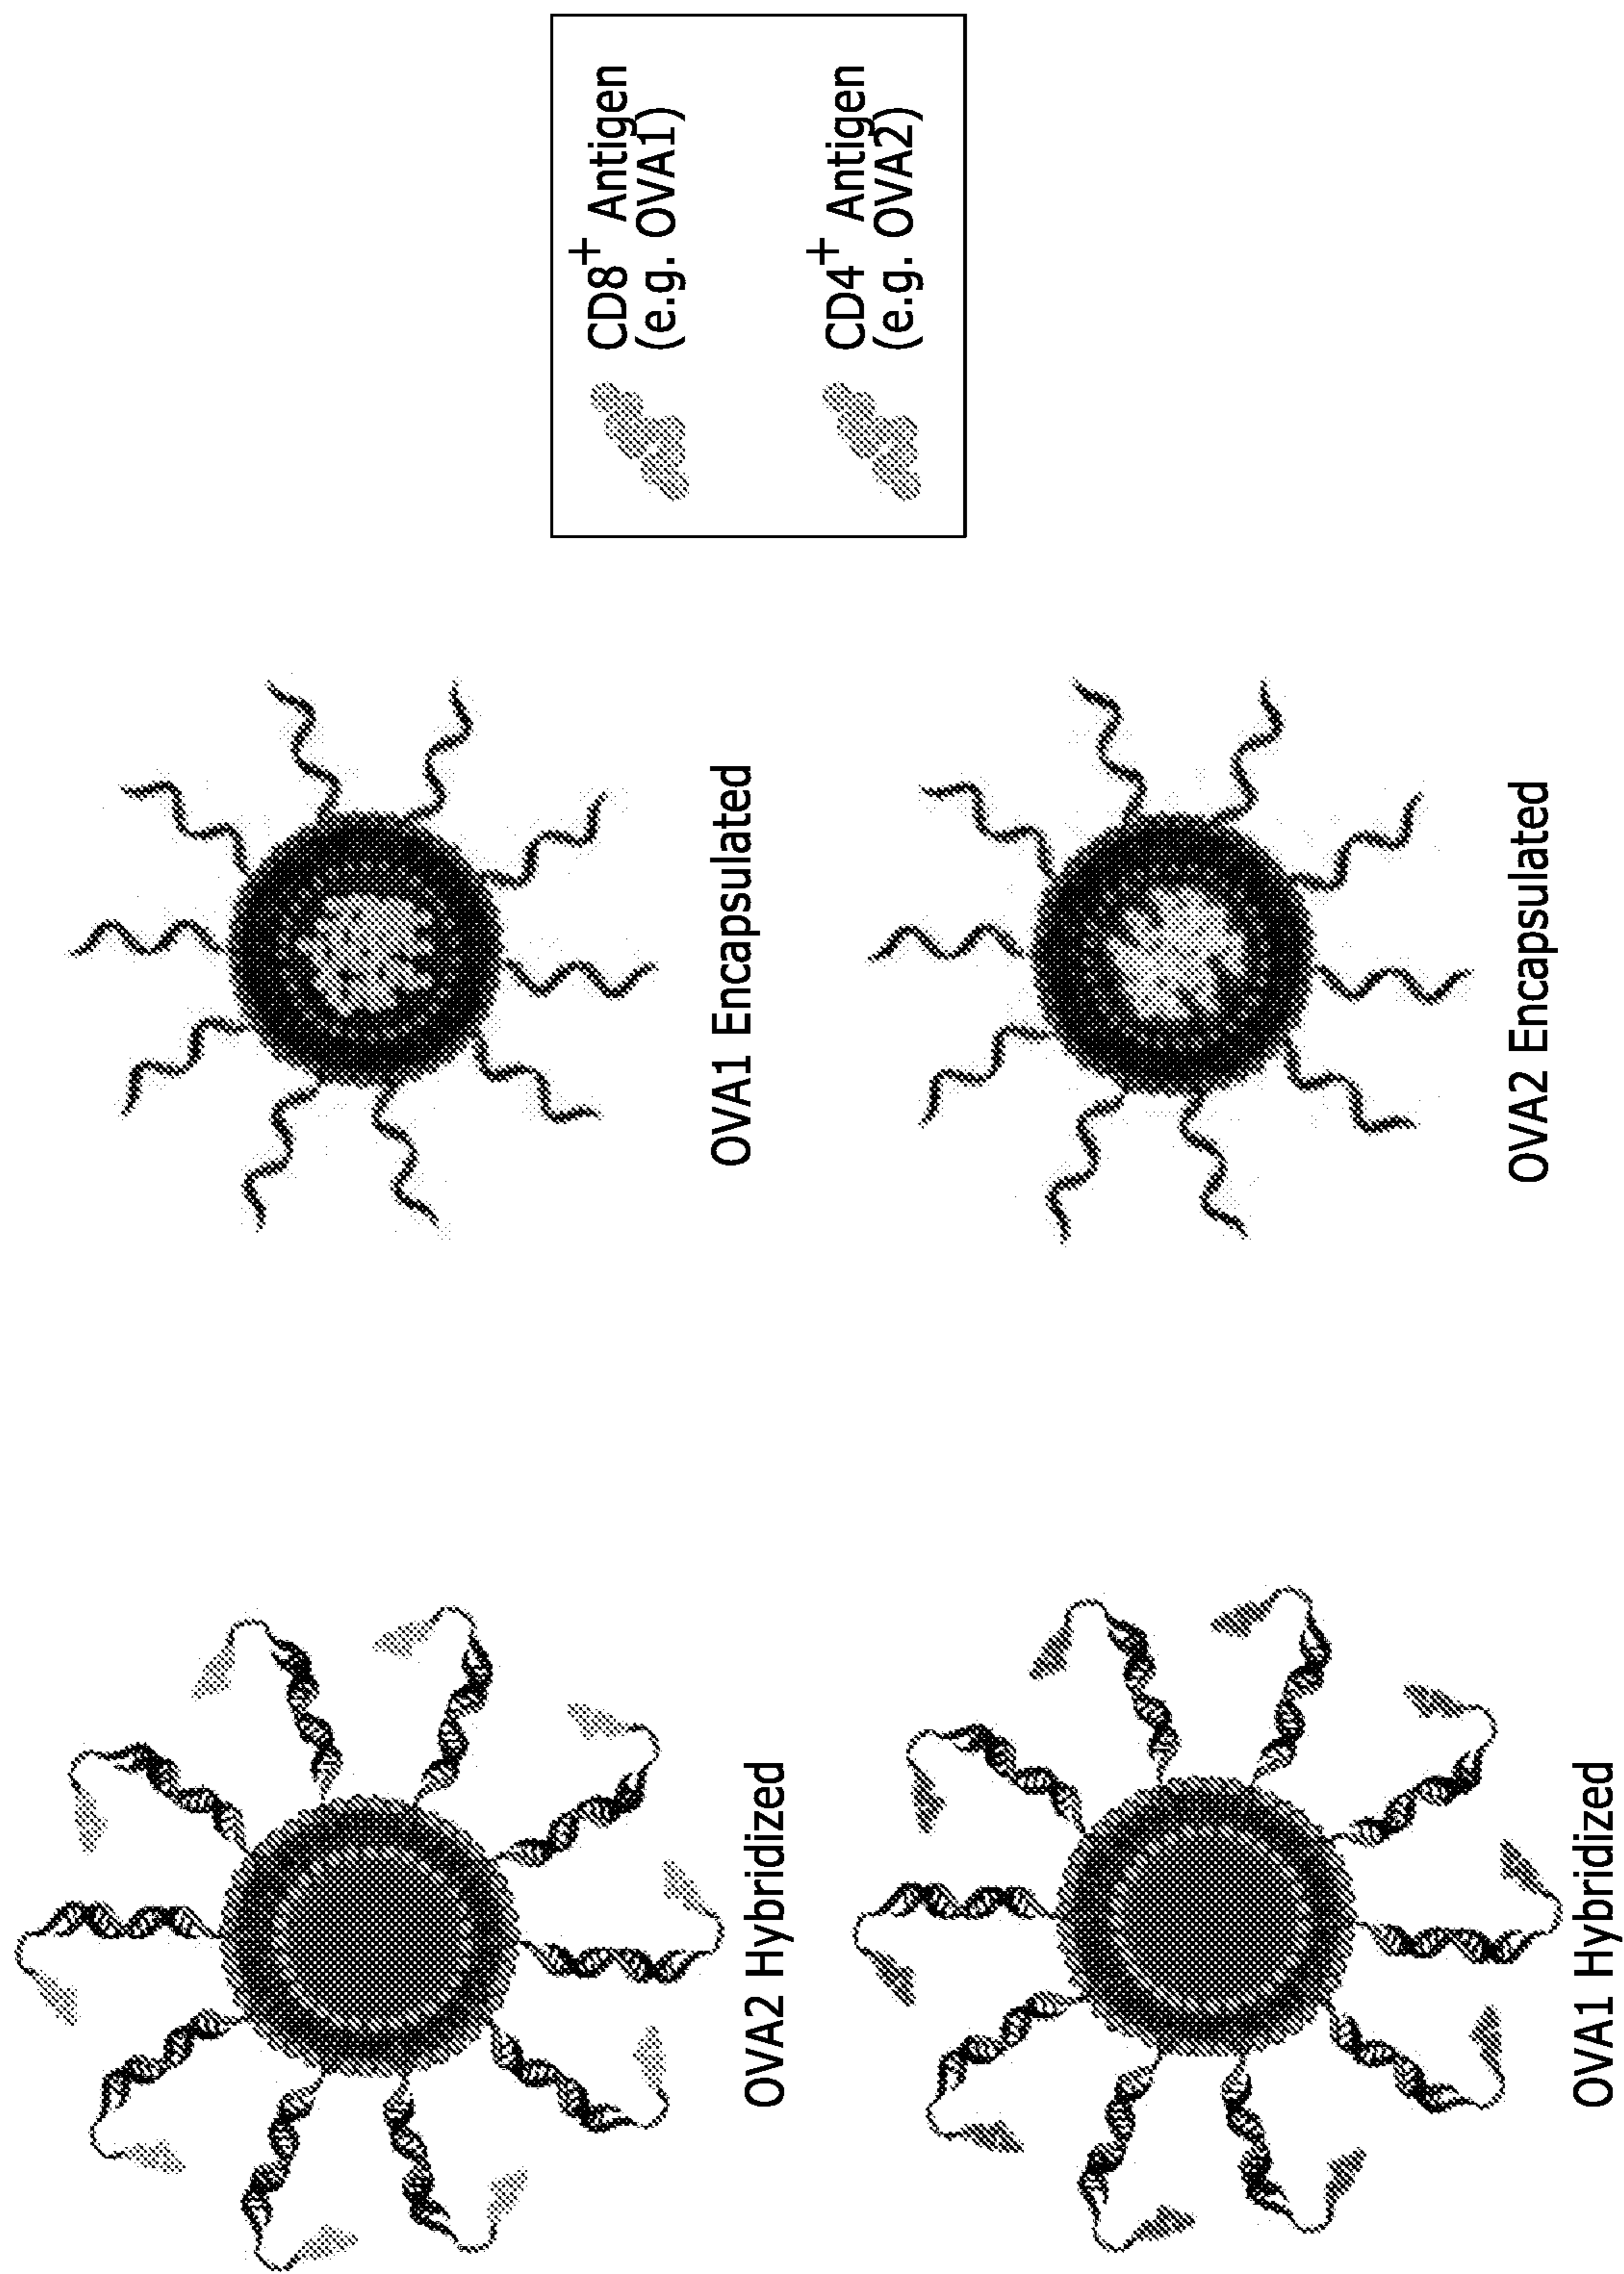 OVA2 Hybridized
OVA1 Encapsulated
CD8+ Antigen
(e.g. OVA1)
CD4+ Antigen
(e.g. OVA2)
OVA1 Hybridized
OVA2 Encapsulated